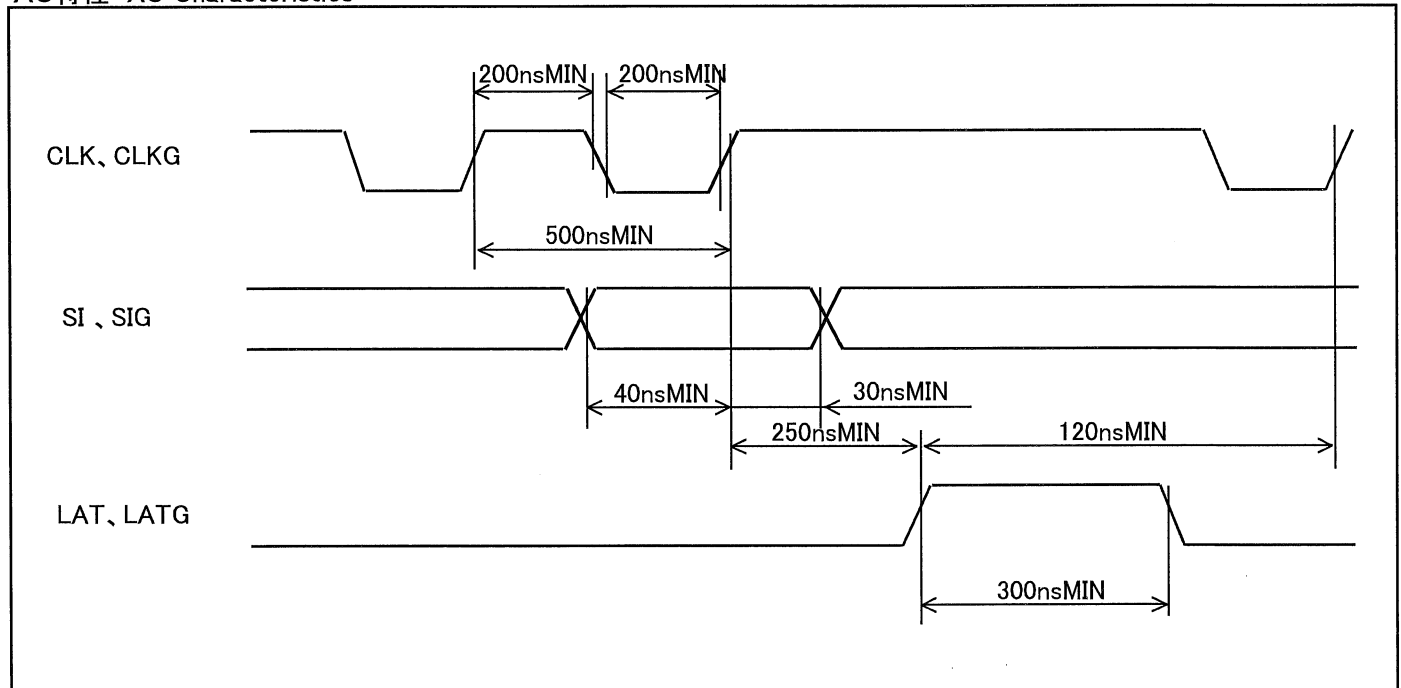 200nsMIN 200nsMIN
CLK、CLKG
500nsMIN
SI 、SIG
40nsMIN 30nsMIN
250nsMIN 120nsMIN
LAT、LATG
300nsMIN